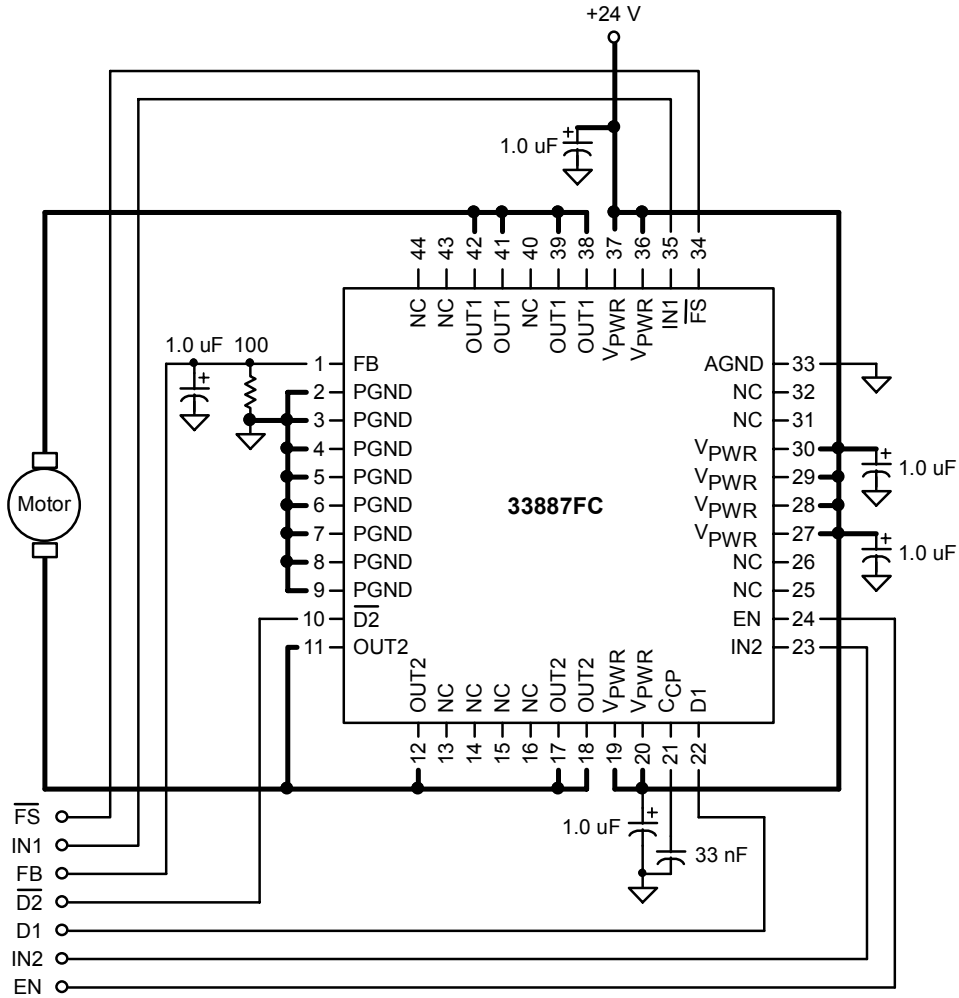 +24 V
1.0 uF
+
44
43
42
41
40
39
38
37
36
35
34
NC
NC
OUT1
OUT1
NC
OUT1
OUT1
VPWR
VPWR
IN1
FS
1.0 uF
100
+
1 FB
2 PGND
3 PGND
4 PGND
5 PGND
6 PGND
7 PGND
8 PGND
9 PGND
10 D2
11 OUT2
Motor
33887FC
AGND 33
NC 32
NC 31
VPWR 30
VPWR 29
VPWR 28
VPWR 27
NC 26
NC 25
EN 24
IN2 23
+
1.0 uF
+
1.0 uF
OUT2
NC
NC
NC
NC
OUT2
OUT2
VPWR
VPWR
CCP
D1
12
13
14
15
16
17
18
19
20
21
22
1.0 uF
+
33 nF
FS
IN1
FB
D2
D1
IN2
EN